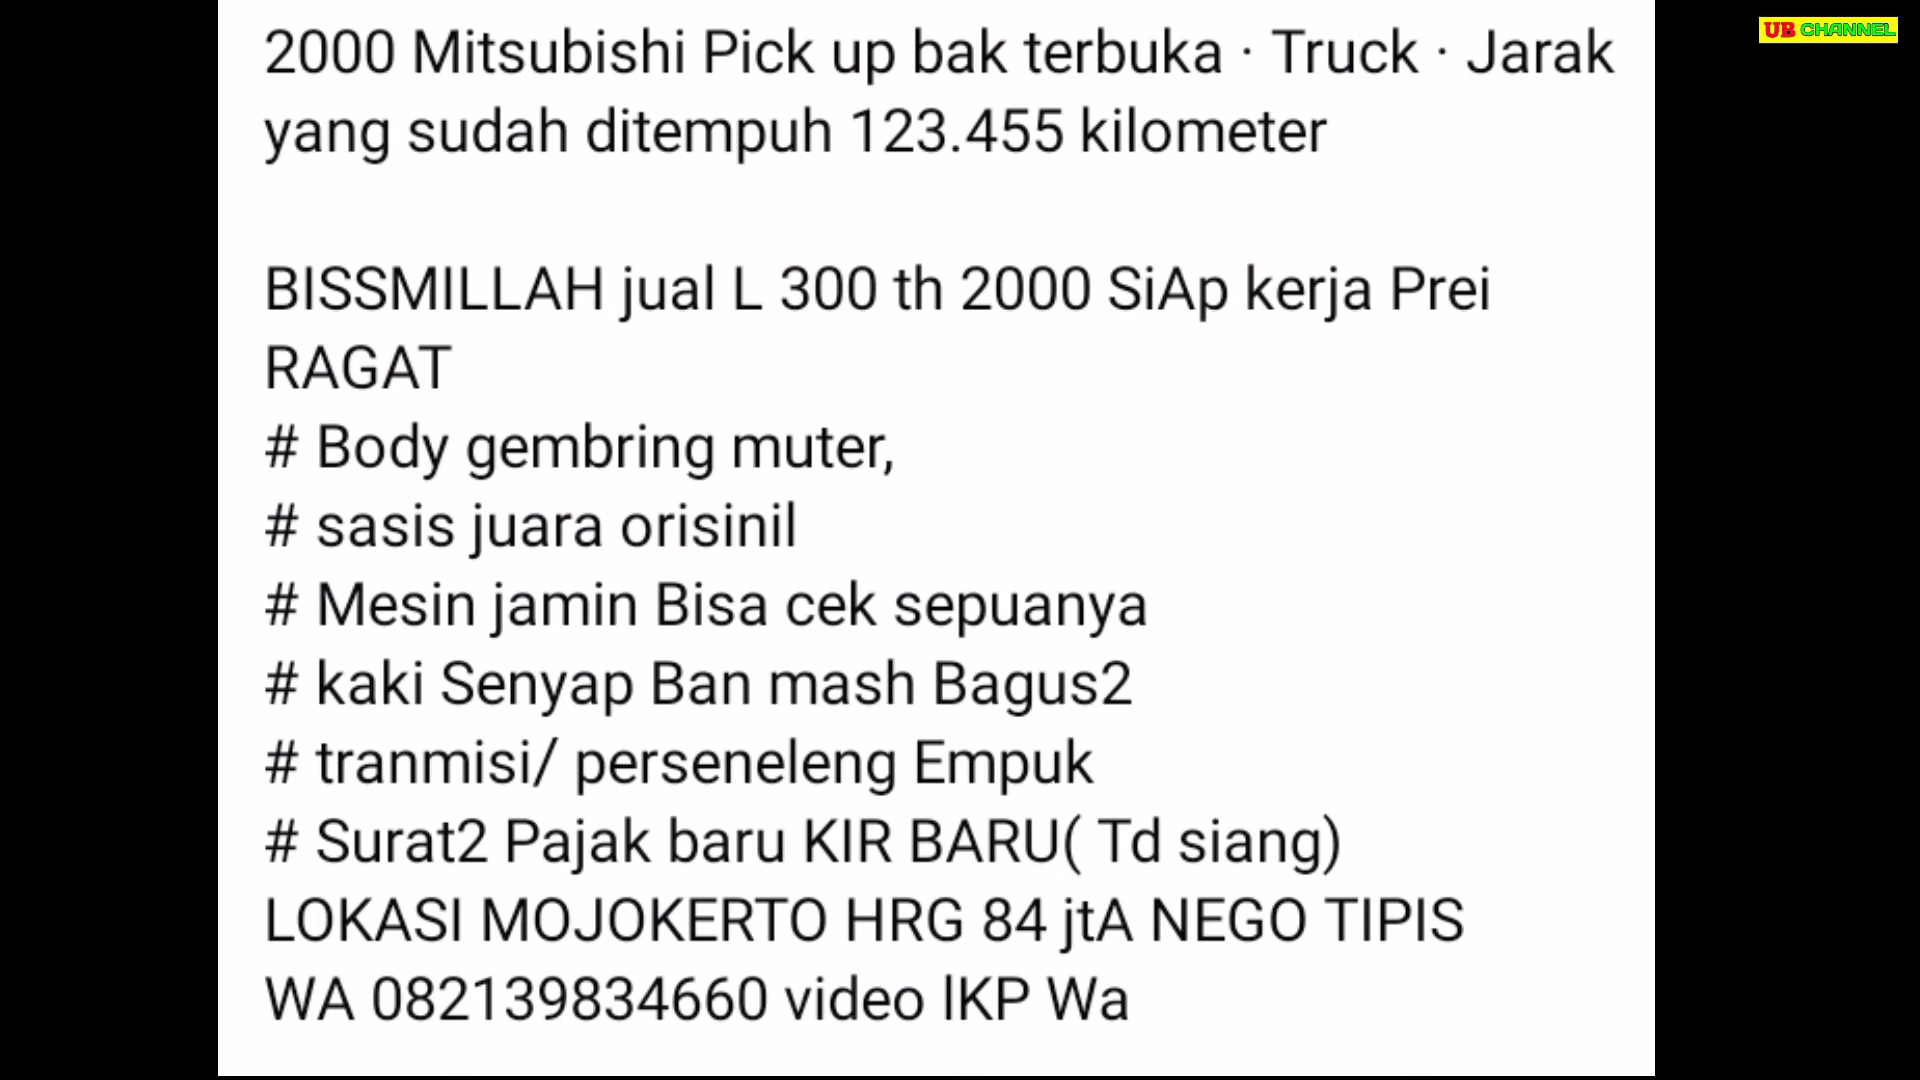 2000 Mitsubishi Pick up bak terbuka · Truck · Jarak
yang sudah ditempuh 123.455 kilometer
BISSMILLAH jual L 300 th 2000 SiAp kerja Prei
RAGAT
# Body gembring muter,
# sasis juara orisinil
# Mesin jamin Bisa cek sepuanya
# kaki Senyap Ban mash Bagus2
# tranmisi/ perseneleng Empuk
# Surat2 Pajak baru KIR BARU( Td siang)
LOKASI MOJOKERTO HRG 84 jtA NEGO TIPIS
WA 082139834660 video lKP Wa
UB CHANNEL